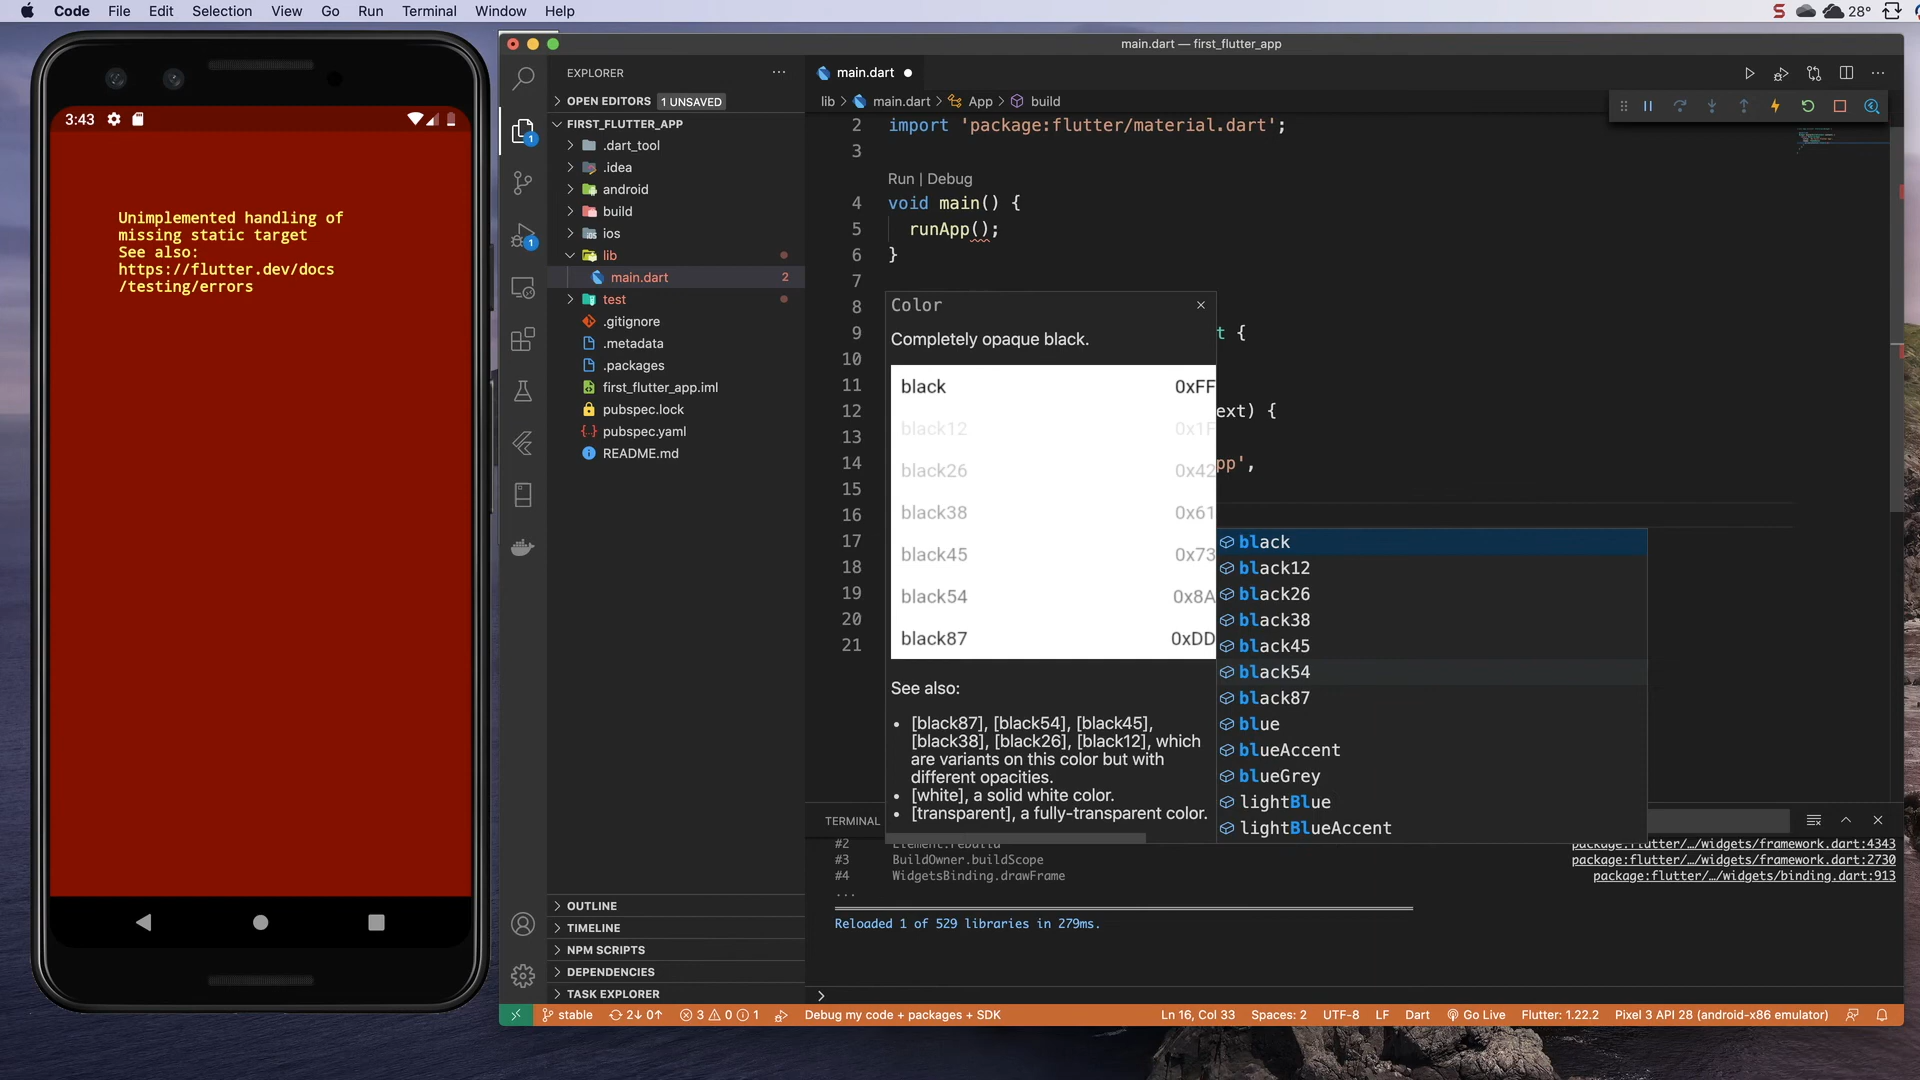 Code File Edit Selection View Go Run Terminal Window Help
28°
main.dart — first_flutter_app
3:43
Unimplemented handling of
missing static target
See also:
https://flutter.dev/docs
/testing/errors
EXPLORER
OPEN EDITORS 1 UNSAVED
FIRST_FLUTTER_APP
.dart_tool
.idea
android
build
ios
lib
main.dart 2
test
.gitignore
.metadata
.packages
first_flutter_app.iml
pubspec.lock
pubspec.yaml
README.md
OUTLINE
TIMELINE
NPM SCRIPTS
DEPENDENCIES
TASK EXPLORER
1
1
main.dart
lib > main.dart > App > build
2 import 'package:flutter/material.dart';
3
Run | Debug
4 void main() {
5 runApp();
6 }
7
8
9 t {
10
11
12 ext) {
13
14 pp',
15
16
17
18
19
20
21
Color
Completely opaque black.
black 0xFF
black12 0x1F
black26 0x42
black38 0x61
black45 0x73
black54 0x8A
black87 0xDD
See also:
• [black87], [black54], [black45],
[black38], [black26], [black12], which
are variants on this color but with
different opacities.
• [white], a solid white color.
• [transparent], a fully-transparent color.
black
black12
black26
black38
black45
black54
black87
blue
blueAccent
blueGrey
lightBlue
lightBlueAccent
TERMINAL
#2 Element.rebuild package:flutter/…/widgets/framework.dart:4343
#3 BuildOwner.buildScope package:flutter/…/widgets/framework.dart:2730
#4 WidgetsBinding.drawFrame package:flutter/…/widgets/binding.dart:913
...
Reloaded 1 of 529 libraries in 279ms.
stable 2↓ 0↑ 3 0 1 Debug my code + packages + SDK Ln 16, Col 33 Spaces: 2 UTF-8 LF Dart Go Live Flutter: 1.22.2 Pixel 3 API 28 (android-x86 emulator)